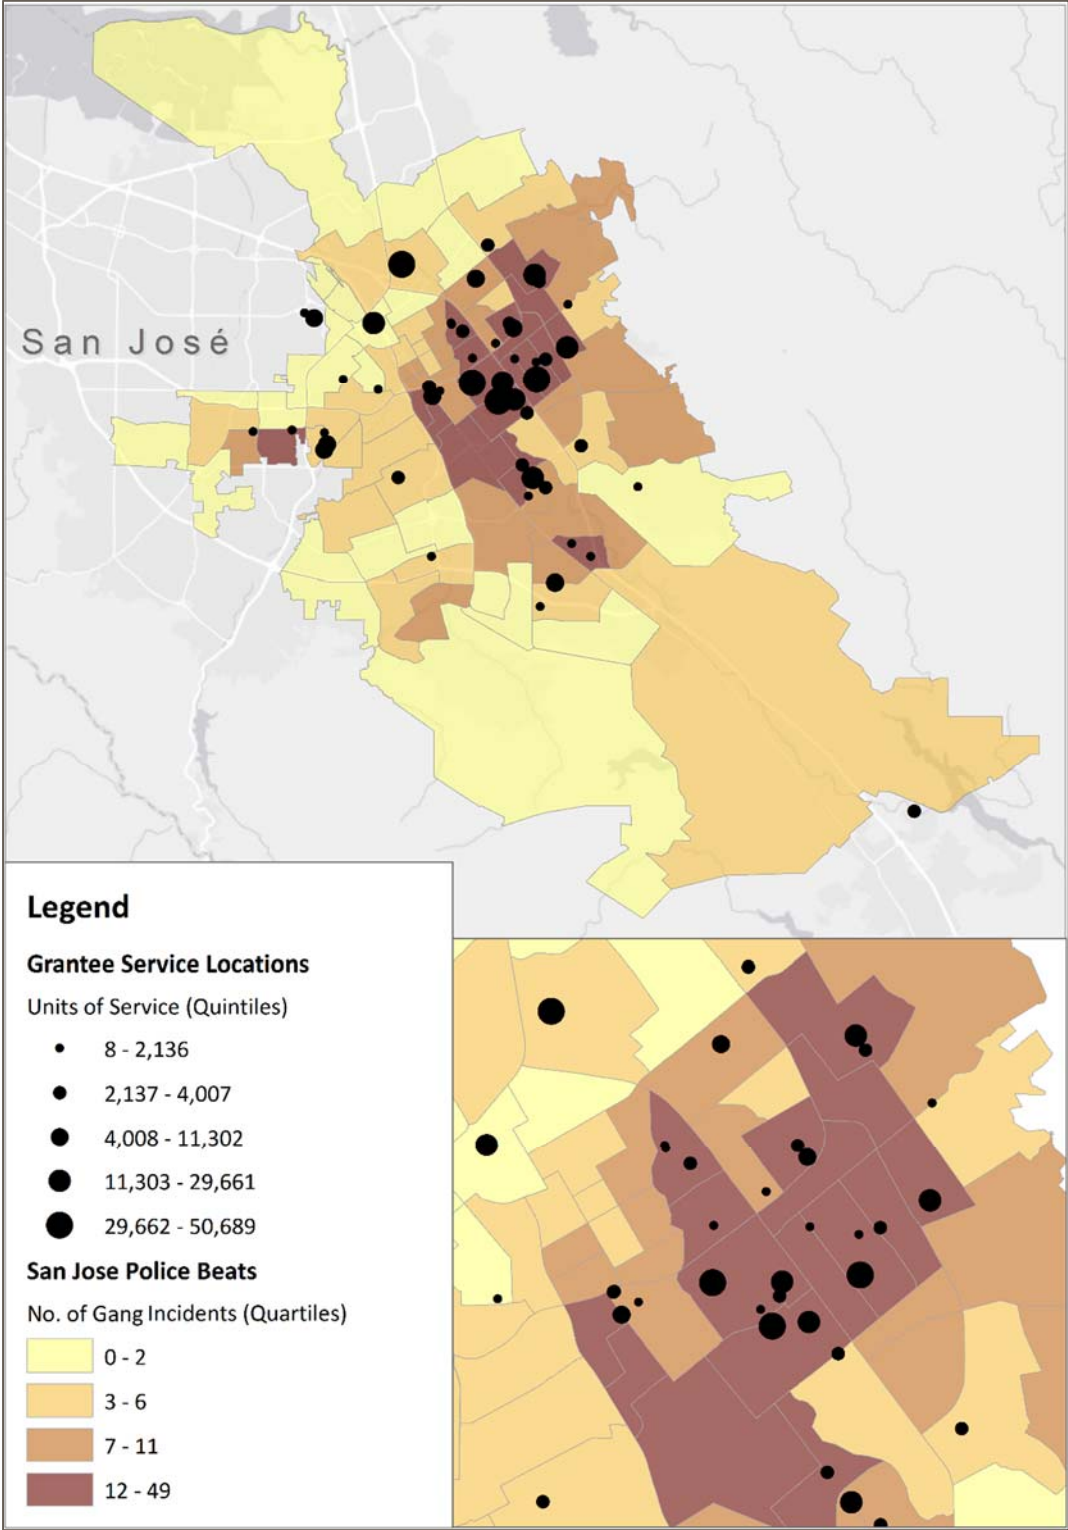 San José
Legend
Grantee Service Locations
Units of Service (Quintiles)
8 - 2,136
2,137 - 4,007
4,008 - 11,302
11,303 - 29,661
29,662 - 50,689
San Jose Police Beats
No. of Gang Incidents (Quartiles)
0 - 2
3 - 6
7 - 11
12 - 49